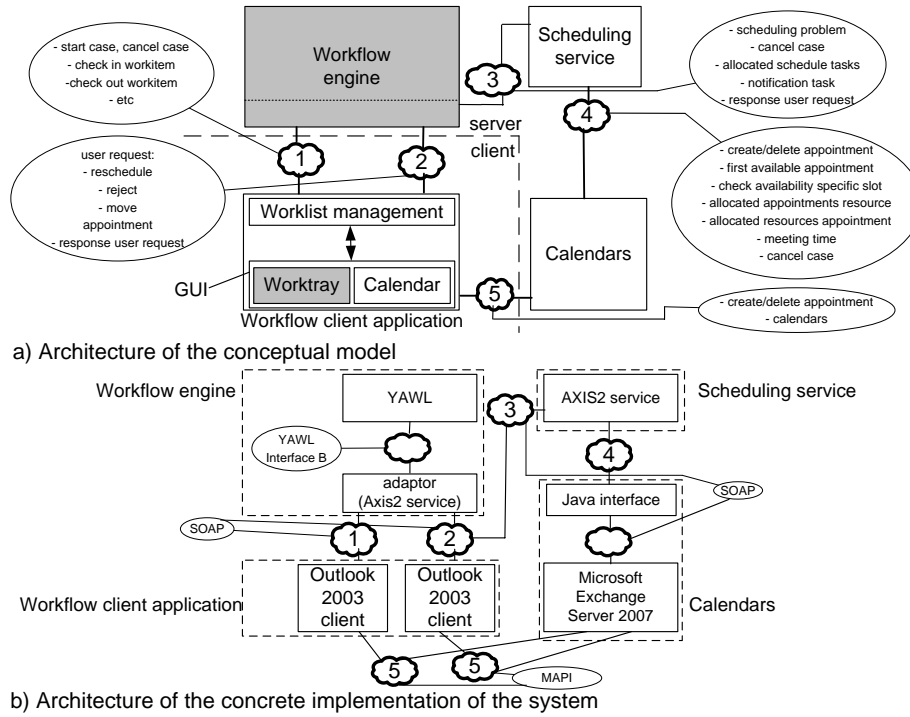 - start case, cancel case
- check in workitem
-check out workitem
- etc
Workflow
engine
Scheduling
service
- scheduling problem
- cancel case
- allocated schedule tasks
- notification task
- response user request
3
4
server
client
1
2
user request:
- reschedule
- reject
- move
appointment
- response user request
- create/delete appointment
- first available appointment
- check availability specific slot
- allocated appointments resource
- allocated resources appointment
- meeting time
- cancel case
Worklist management
GUI
Worktray
Calendar
Calendars
5
Workflow client application
- create/delete appointment
- calendars
a) Architecture of the conceptual model
Workflow engine
YAWL
3
AXIS2 service
Scheduling service
YAWL
Interface B
4
adaptor
(Axis2 service)
Java interface
SOAP
SOAP
1
2
Workflow client application
Outlook
2003
client
Outlook
2003
client
Microsoft
Exchange
Server 2007
Calendars
5
5
MAPI
b) Architecture of the concrete implementation of the system